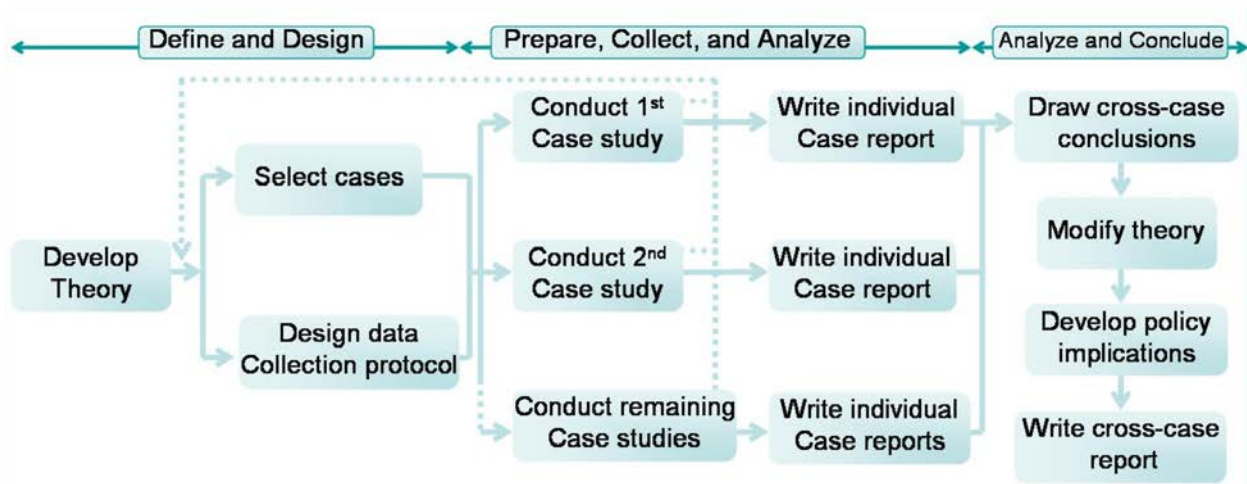 Define and Design
Prepare, Collect, and Analyze
Analyze and Conclude
Develop
Theory
Select cases
Design data
Collection protocol
Conduct 1st
Case study
Conduct 2nd
Case study
Conduct remaining
Case studies
Write individual
Case report
Write individual
Case report
Write individual
Case reports
Draw cross-case
conclusions
Modify theory
Develop policy
implications
Write cross-case
report